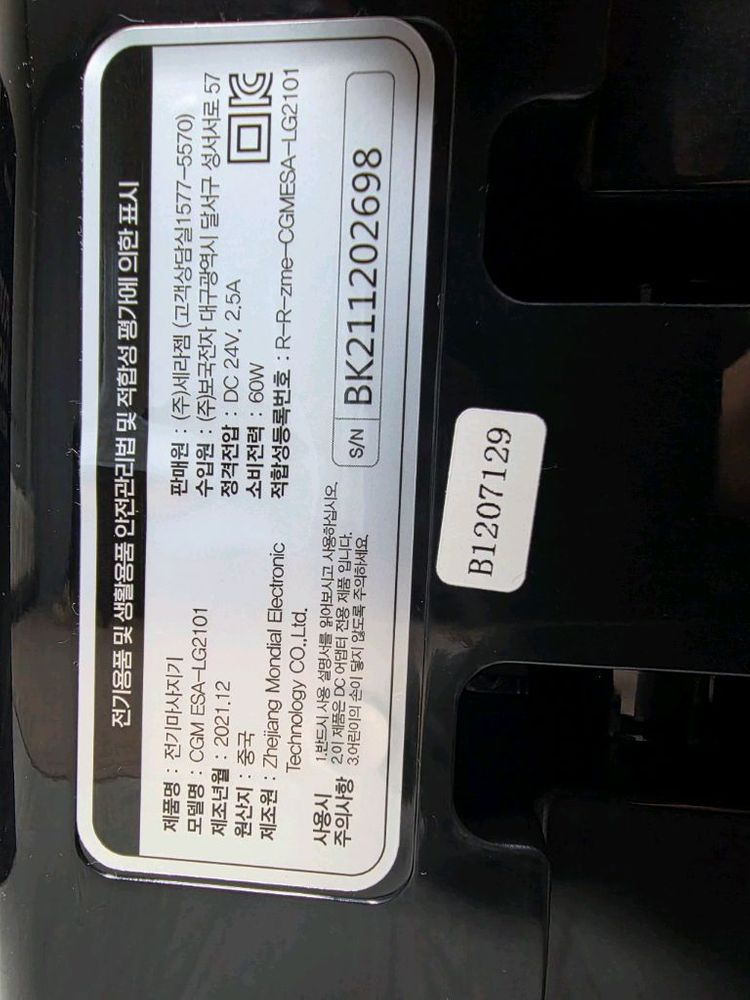 전기용품 및 생활용품 안전관리법 및 적합성 평가에 의한 표시
제품명 : 전기마사지기
모델명 : CGM ESA-LG2101
제조년월 : 2021.12
원산지 : 중국
제조원 : Zhejiang Mondial Electronic
Technology CO.,Ltd.
판매원 : (주)세라젬 (고객상담실1577-5570)
수입원 : (주)보국전자 대구광역시 달서구 성서서로 57
정격전압 : DC 24V, 2.5A
소비전력 : 60W
적합성등록번호 : R-R-zme-CGMESA-LG2101
사용시
주의사항
1.반드시 사용 설명서를 읽어보시고 사용하십시오.
2.이 제품은 DC 어댑터 전용 제품 입니다.
3.어린이의 손이 닿지 않도록 주의하세요.
S/N BK211202698
B1207129